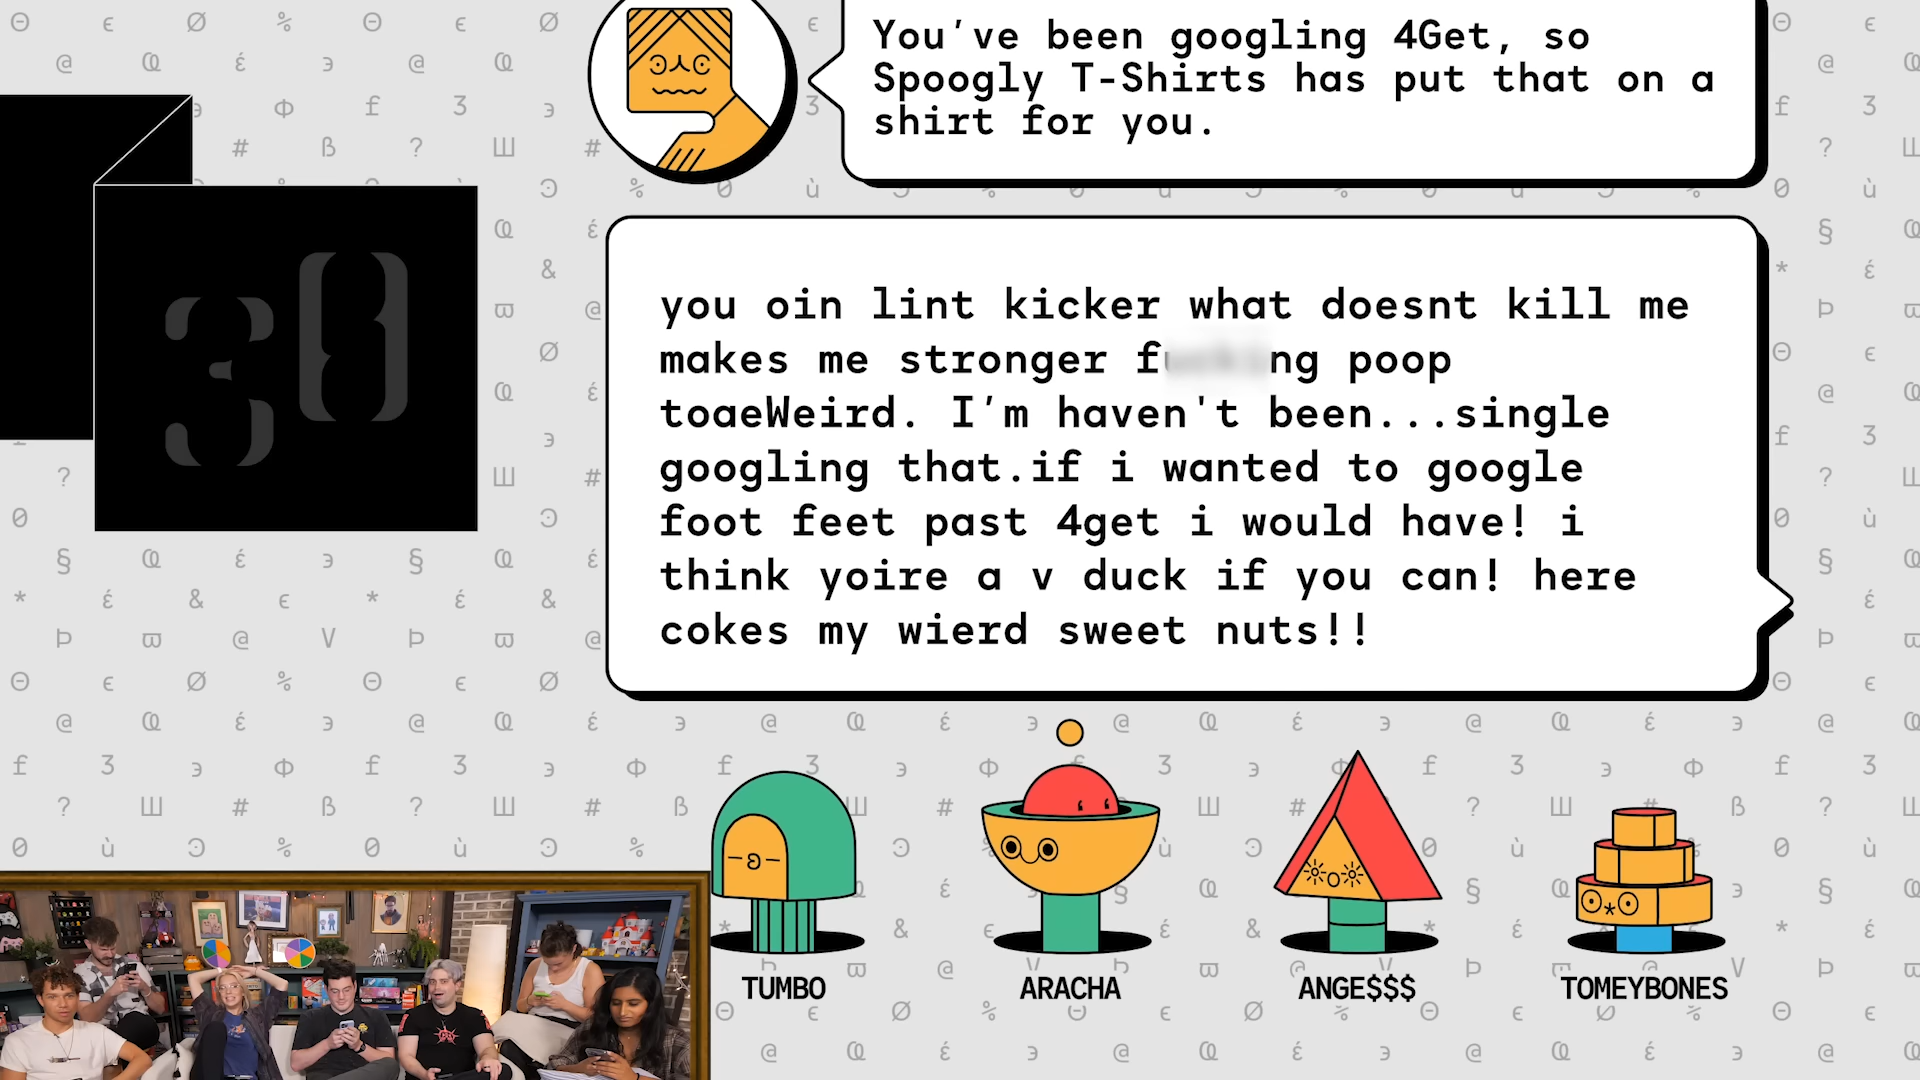 You've been googling 4Get, so
Spoogly T-Shirts has put that on a
shirt for you.
30
you oin lint kicker what doesnt kill me
makes me stronger f ng poop
toaeWeird. I'm haven't been...single
googling that.if i wanted to google
foot feet past 4get i would have! i
think yoire a v duck if you can! here
cokes my wierd sweet nuts!!
TUMBO
ARACHA
ANGE$$$
TOMEYBONES